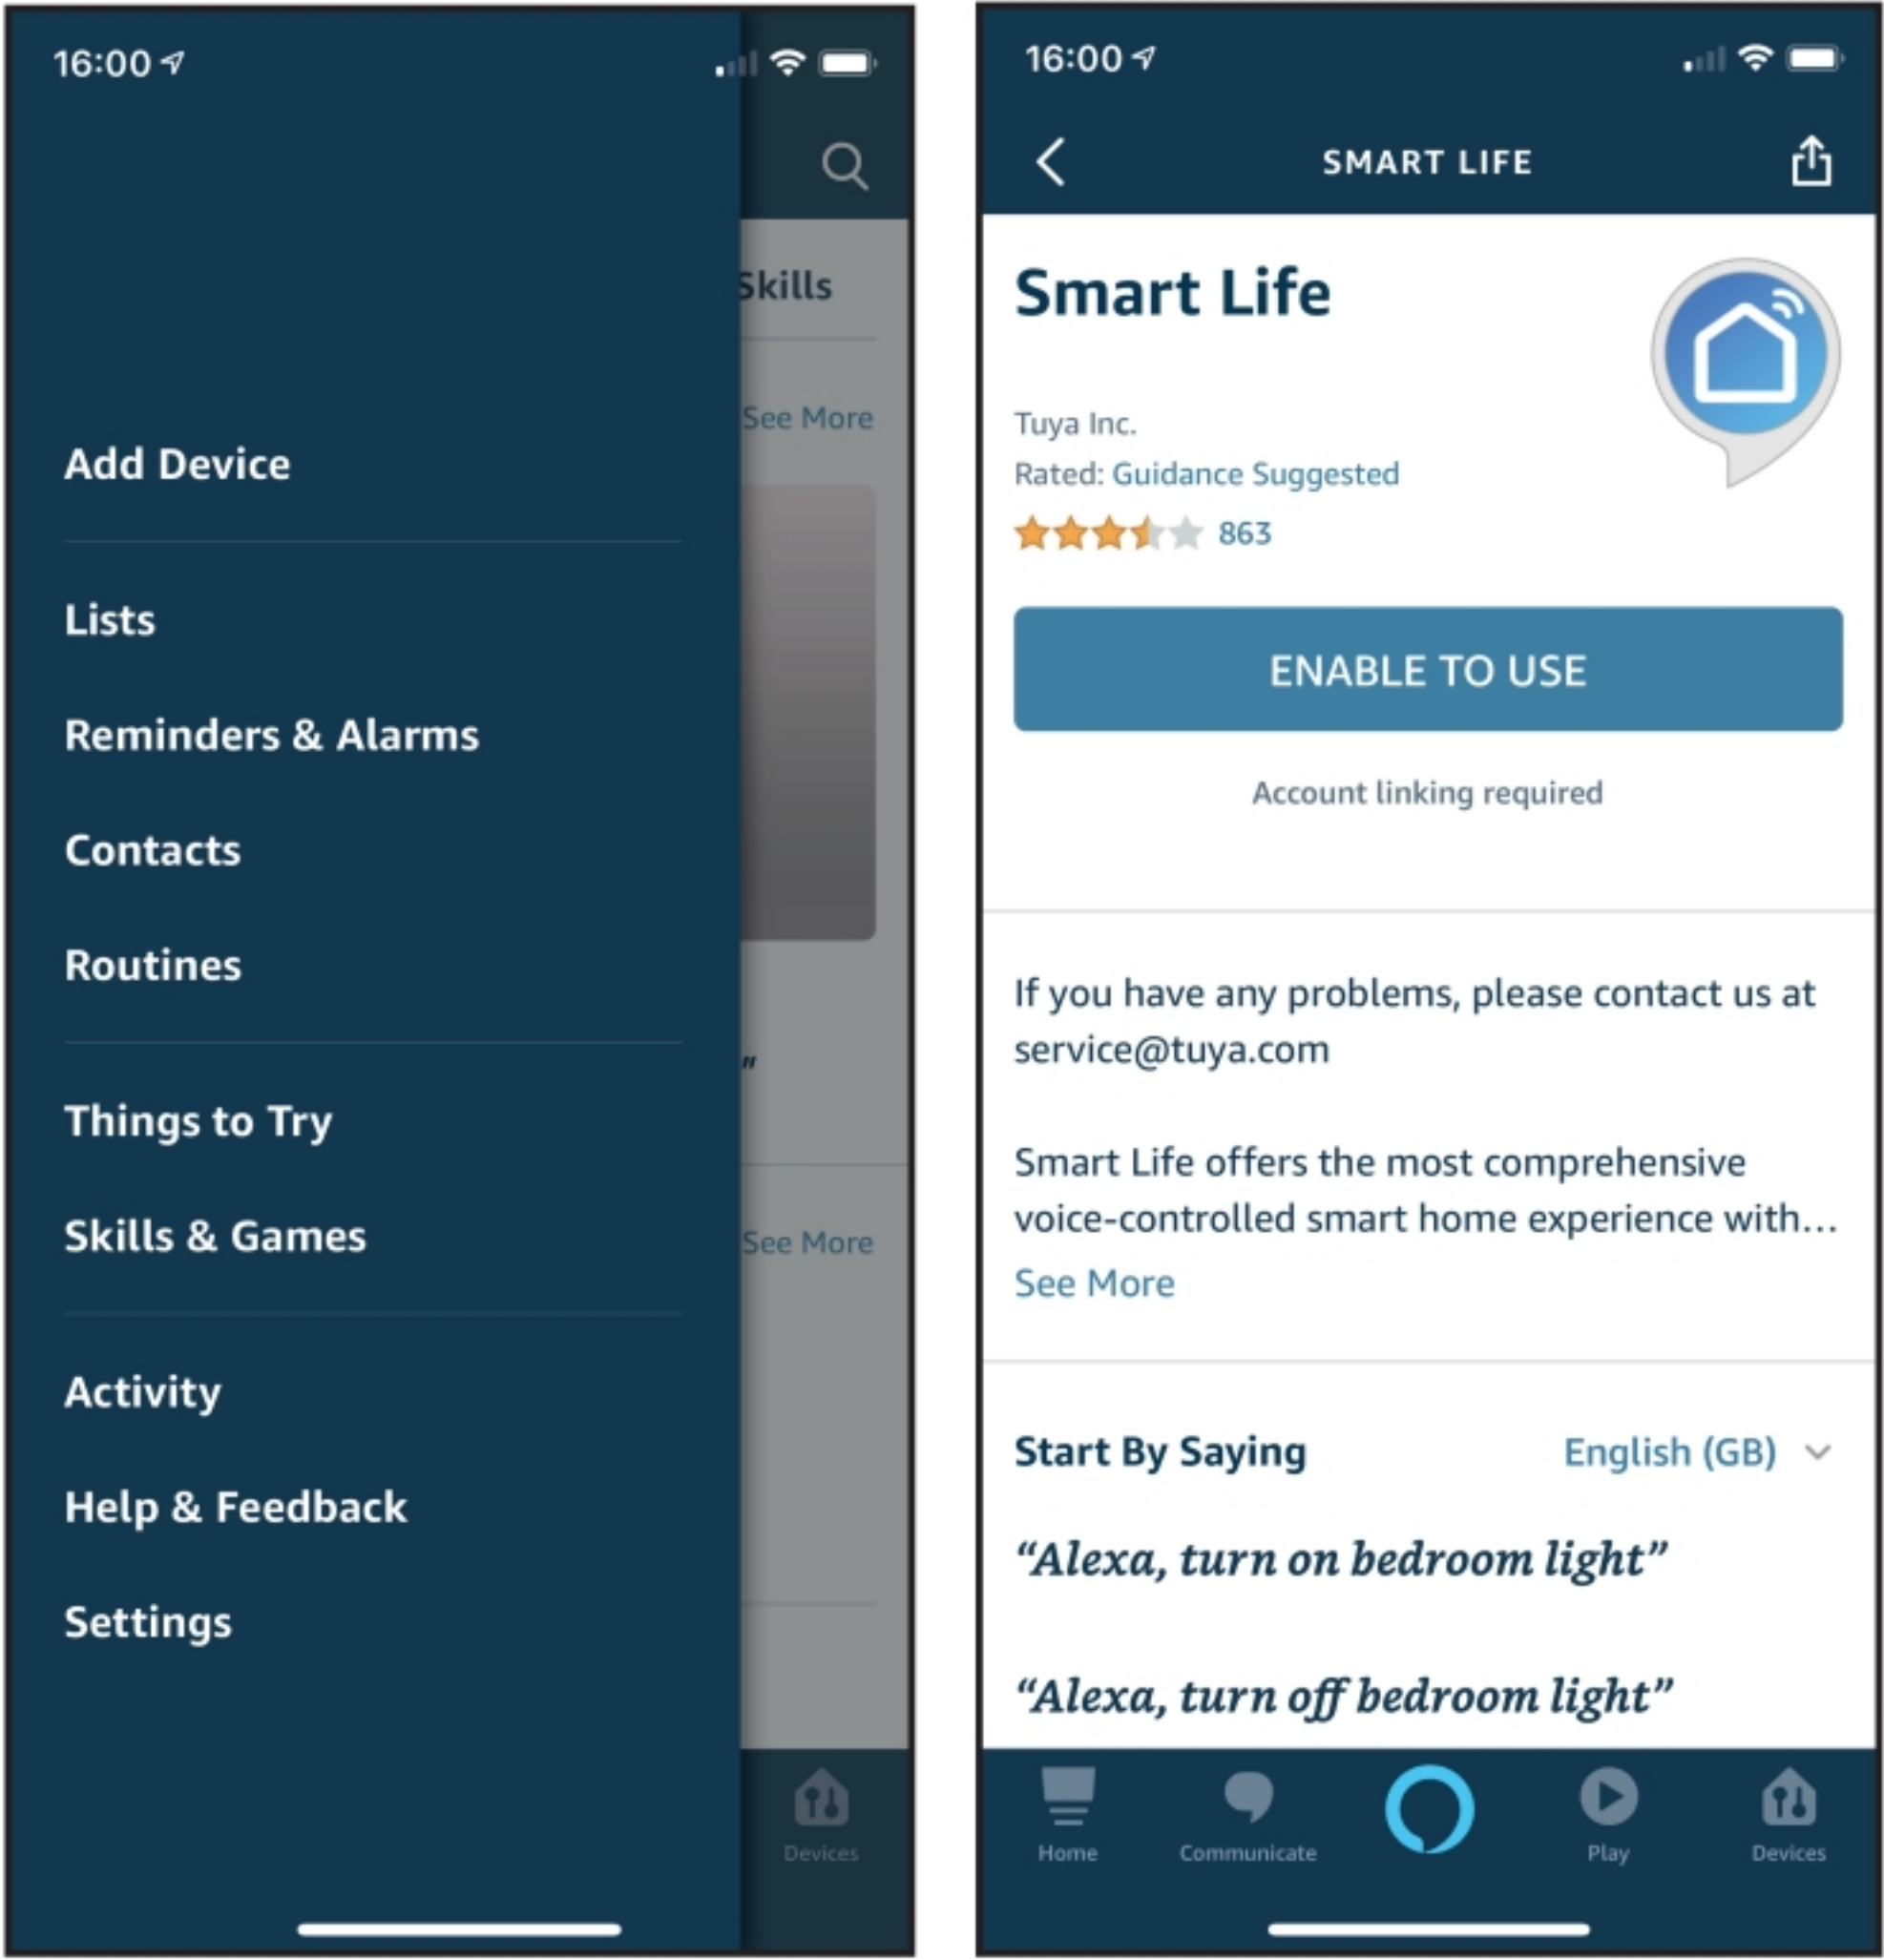 16:00
Skills
See More
Add Device
Lists
Reminders & Alarms
Contacts
Routines
"
Things to Try
Skills & Games
See More
Activity
Help & Feedback
Settings
Devices
16:00
SMART LIFE
Smart Life
Tuya Inc.
Rated: Guidance Suggested
863
ENABLE TO USE
Account linking required
If you have any problems, please contact us at
service@tuya.com
Smart Life offers the most comprehensive
voice-controlled smart home experience with...
See More
Start By Saying English (GB)
“Alexa, turn on bedroom light”
“Alexa, turn off bedroom light”
Home Communicate Play Devices